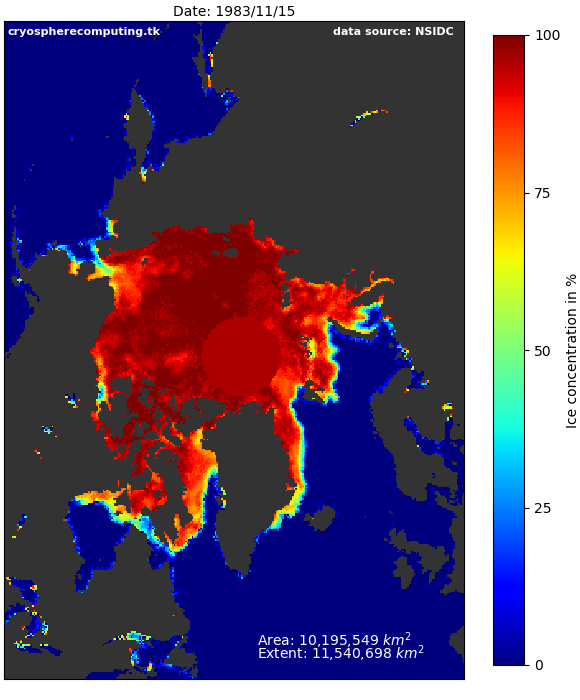 Date: 1983/11/15
cryospherecomputing.tk
data source: NSIDC
100
75
50
25
0
Ice concentration in %
Area: 10,195,549 km²
Extent: 11,540,698 km²